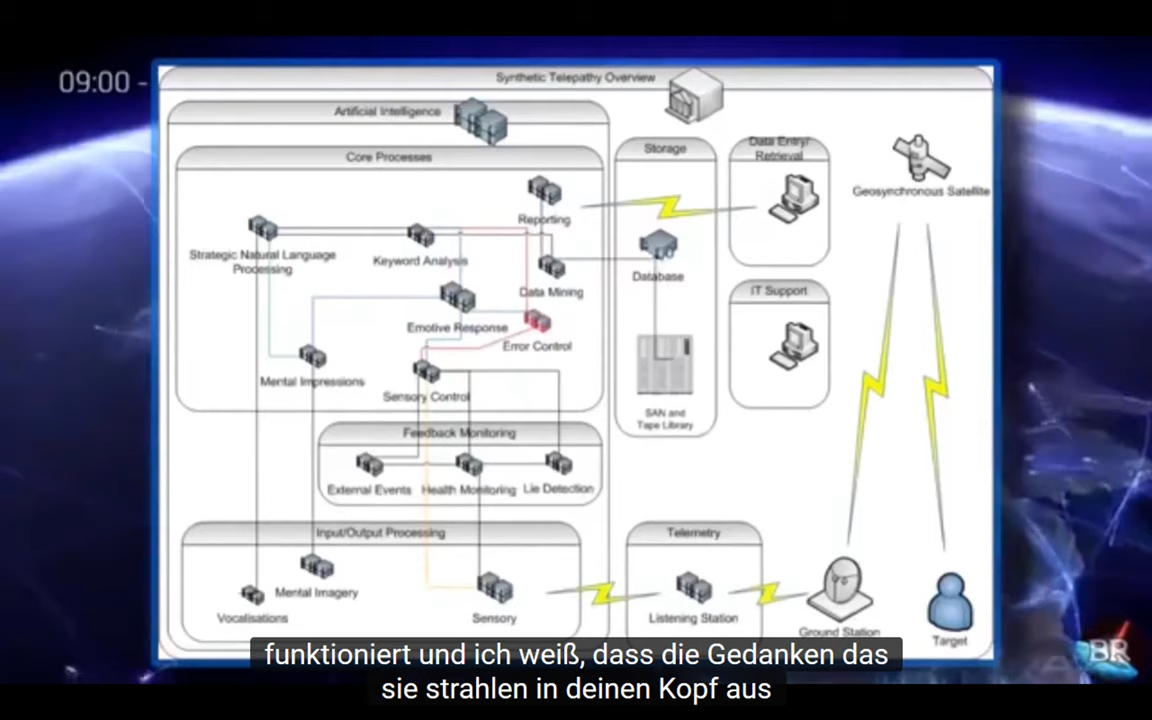 09:00 -
Synthetic Telepathy Overview
Artificial Intelligence
Core Processes
Reporting
Strategic Natural Language
Processing
Keyword Analysis
Data Mining
Emotive Response
Error Control
Mental Impressions
Sensory Control
Feedback Monitoring
External Events
Health Monitoring
Lie Detection
Input/Output Processing
Mental Imagery
Vocalisations
Sensory
Storage
Database
SAN and
Tape Library
Data Entry/
Retrieval
IT Support
Telemetry
Listening Station
Geosynchronous Satellite
Ground Station
Target
BR
funktioniert und ich weiß, dass die Gedanken das
sie strahlen in deinen Kopf aus